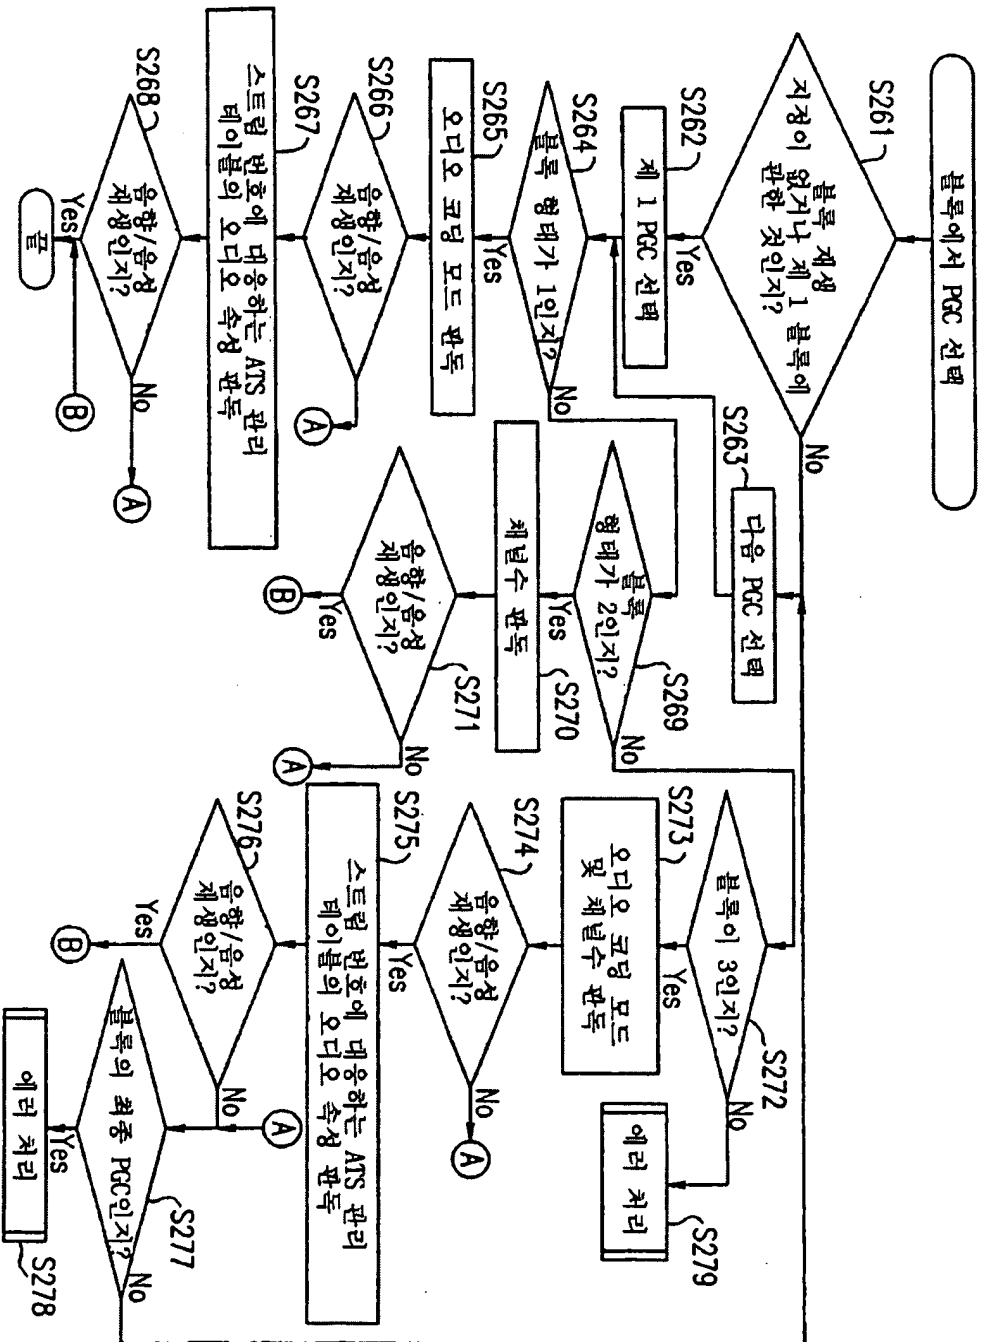 블록에서 PGC 선택
S261
블록 재생
지정이 없거나 제 1 블록에
관한 것인지?
No
Yes
S262
제 1 PGC 선택
S263
다음 PGC 선택
S264
블록 형태가 1인지?
No
Yes
S265
오디오 코딩 모드 판독
S266
음향/음성
재생인지?
A
S267
스트림 번호에 대응하는 ATS 관리
테이블의 오디오 속성 판독
S268
음향/음성
재생인지?
No
A
Yes
B
끝
블록
형태가 2인지?
S269
No
Yes
채널수 판독
S270
음향/음성
재생인지?
S271
No
A
Yes
B
블록이 3인지?
S272
No
Yes
에러 처리
S279
S273
오디오 코딩 모드
및 채널수 판독
S274
음향/음성
재생인지?
No
A
Yes
S275
스트림 번호에 대응하는 ATS 관리
테이블의 오디오 속성 판독
S276
음향/음성
재생인지?
No
A
Yes
B
블록의 최종 PGC인지?
S277
No
Yes
에러 처리
S278